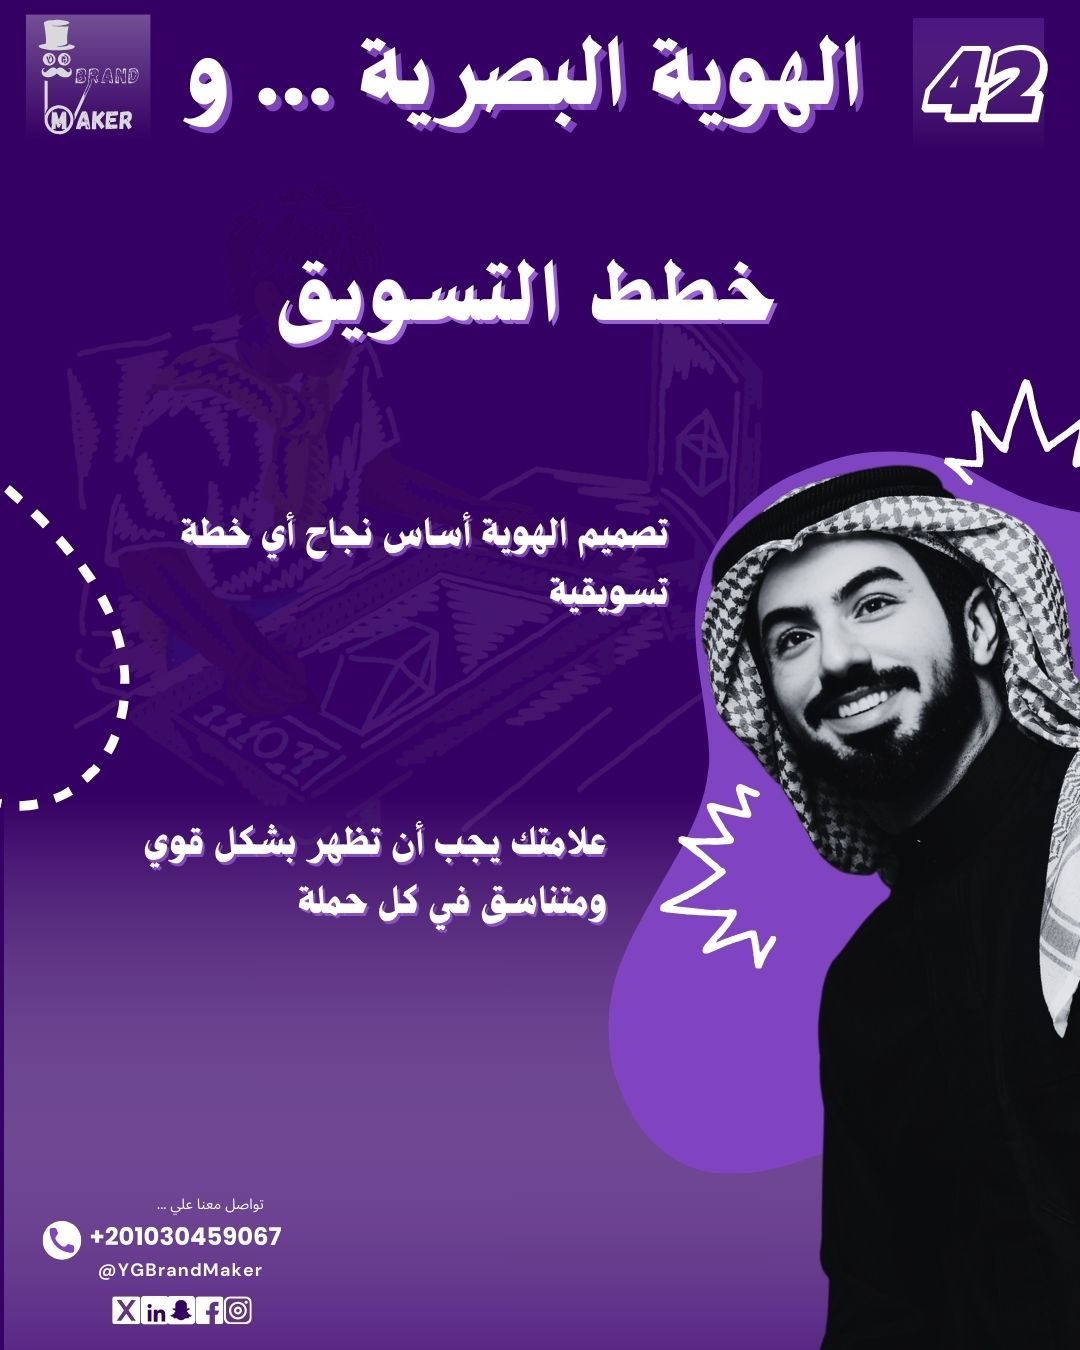 42
الهوية البصرية ... و
BRAND
MAKER
خطط التسويق
تصميم الهوية أساس نجاح أي خطة
تسويقية
علامتك يجب أن تظهر بشكل قوي
ومتناسق في كل حملة
تواصل معنا علي ...
+201030459067
@YGBrandMaker